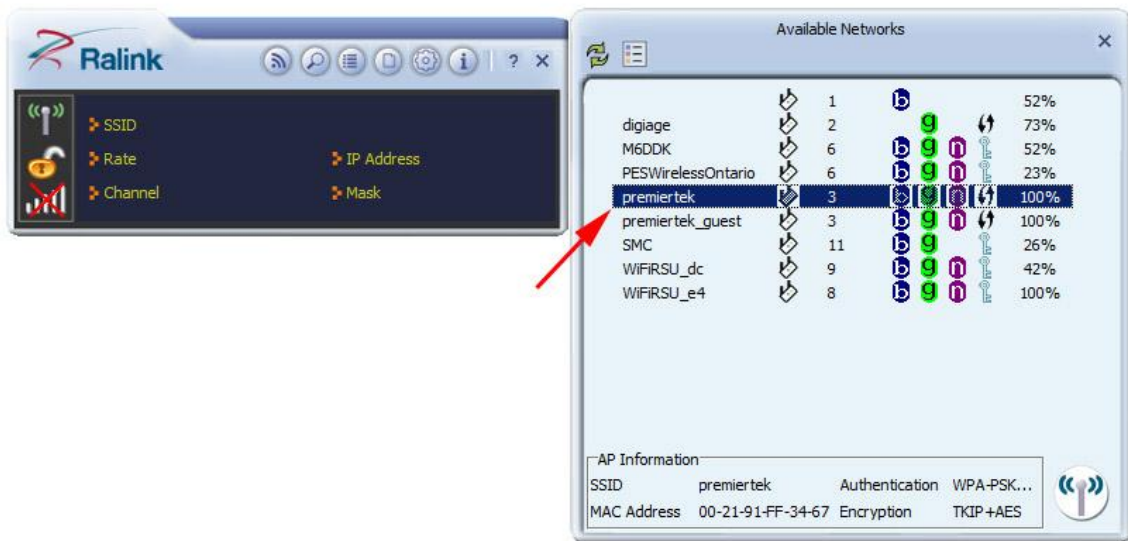 Ralink
? ×
SSID
Rate
IP Address
Channel
Mask
Available Networks
×
1 b 52%
digiage 2 g 73%
M6DDK 6 b g n 52%
PESWirelessOntario 6 b g n 23%
premiertek 3 b g n 100%
premiertek_guest 3 b g n 100%
SMC 11 b g 26%
WiFiRSU_dc 9 b g n 42%
WiFiRSU_e4 8 b g n 100%
AP Information
SSID premiertek Authentication WPA-PSK...
MAC Address 00-21-91-FF-34-67 Encryption TKIP+AES